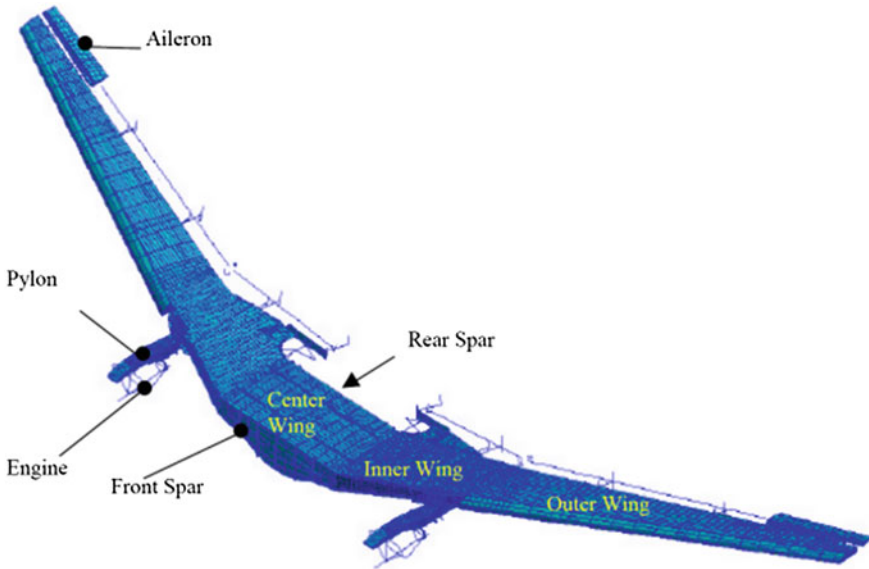 Aileron
Pylon
Rear Spar
Center
Wing
Engine
Front Spar
Inner Wing
Outer Wing